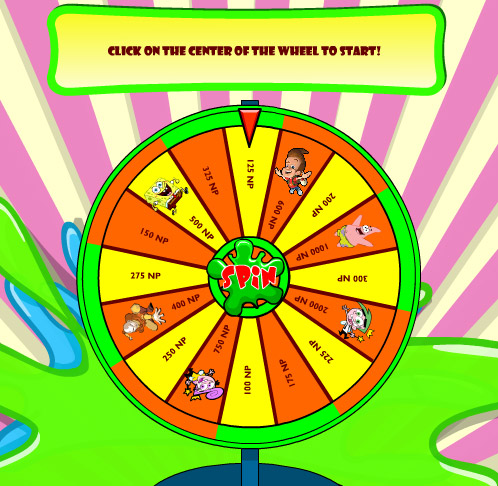 CLICK ON THE CENTER OF THE WHEEL TO START!
125 NP
600 NP
200 NP
1000 NP
300 NP
2000 NP
225 NP
175 NP
100 NP
750 NP
250 NP
400 NP
275 NP
150 NP
500 NP
325 NP
SPIN